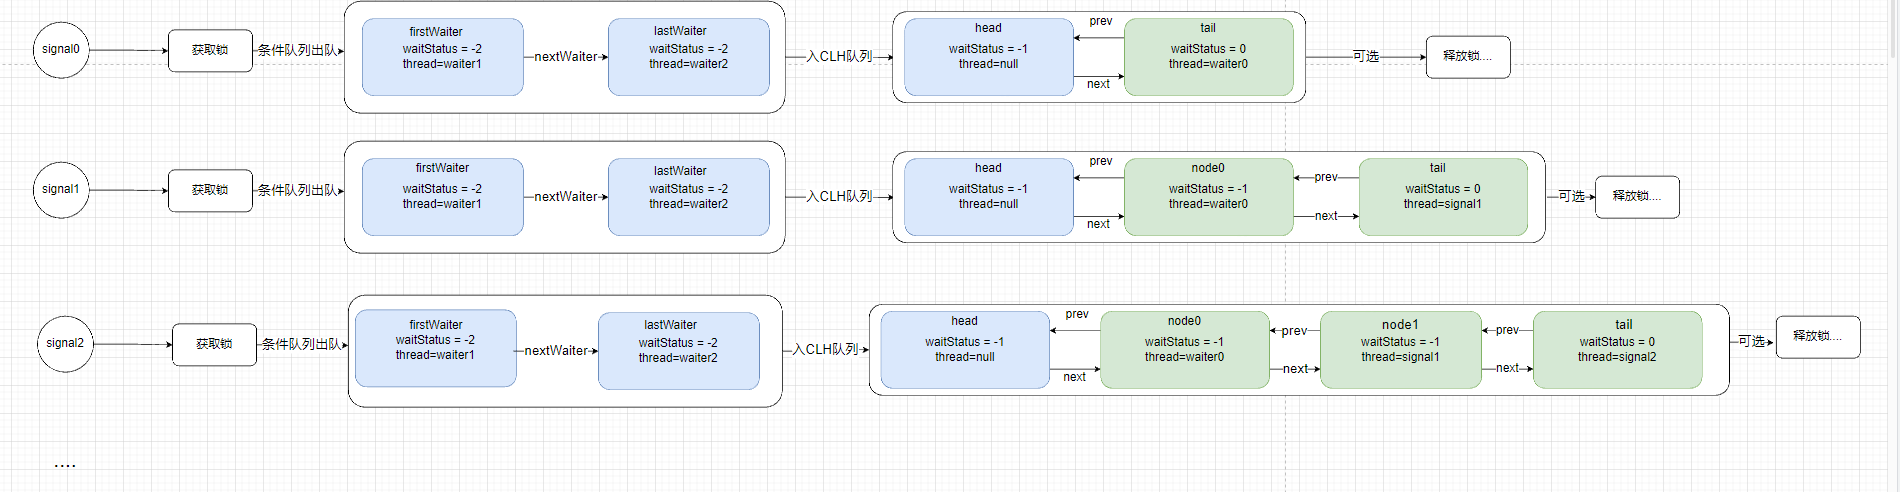 signal0
获取锁
条件队列出队
firstWaiter
waitStatus = -2
thread=waiter1
nextWaiter
lastWaiter
waitStatus = -2
thread=waiter2
入CLH队列
head
waitStatus = -1
thread=null
prev
next
tail
waitStatus = 0
thread=waiter0
可选
释放锁....
signal1
获取锁
条件队列出队
firstWaiter
waitStatus = -2
thread=waiter1
nextWaiter
lastWaiter
waitStatus = -2
thread=waiter2
入CLH队列
head
waitStatus = -1
thread=null
prev
next
node0
waitStatus = -1
thread=waiter0
prev
next
tail
waitStatus = 0
thread=signal1
可选
释放锁....
signal2
获取锁
条件队列出队
firstWaiter
waitStatus = -2
thread=waiter1
nextWaiter
lastWaiter
waitStatus = -2
thread=waiter2
入CLH队列
head
waitStatus = -1
thread=null
prev
next
node0
waitStatus = -1
thread=waiter0
prev
next
node1
waitStatus = -1
thread=signal1
prev
next
tail
waitStatus = 0
thread=signal2
可选
释放锁....
....